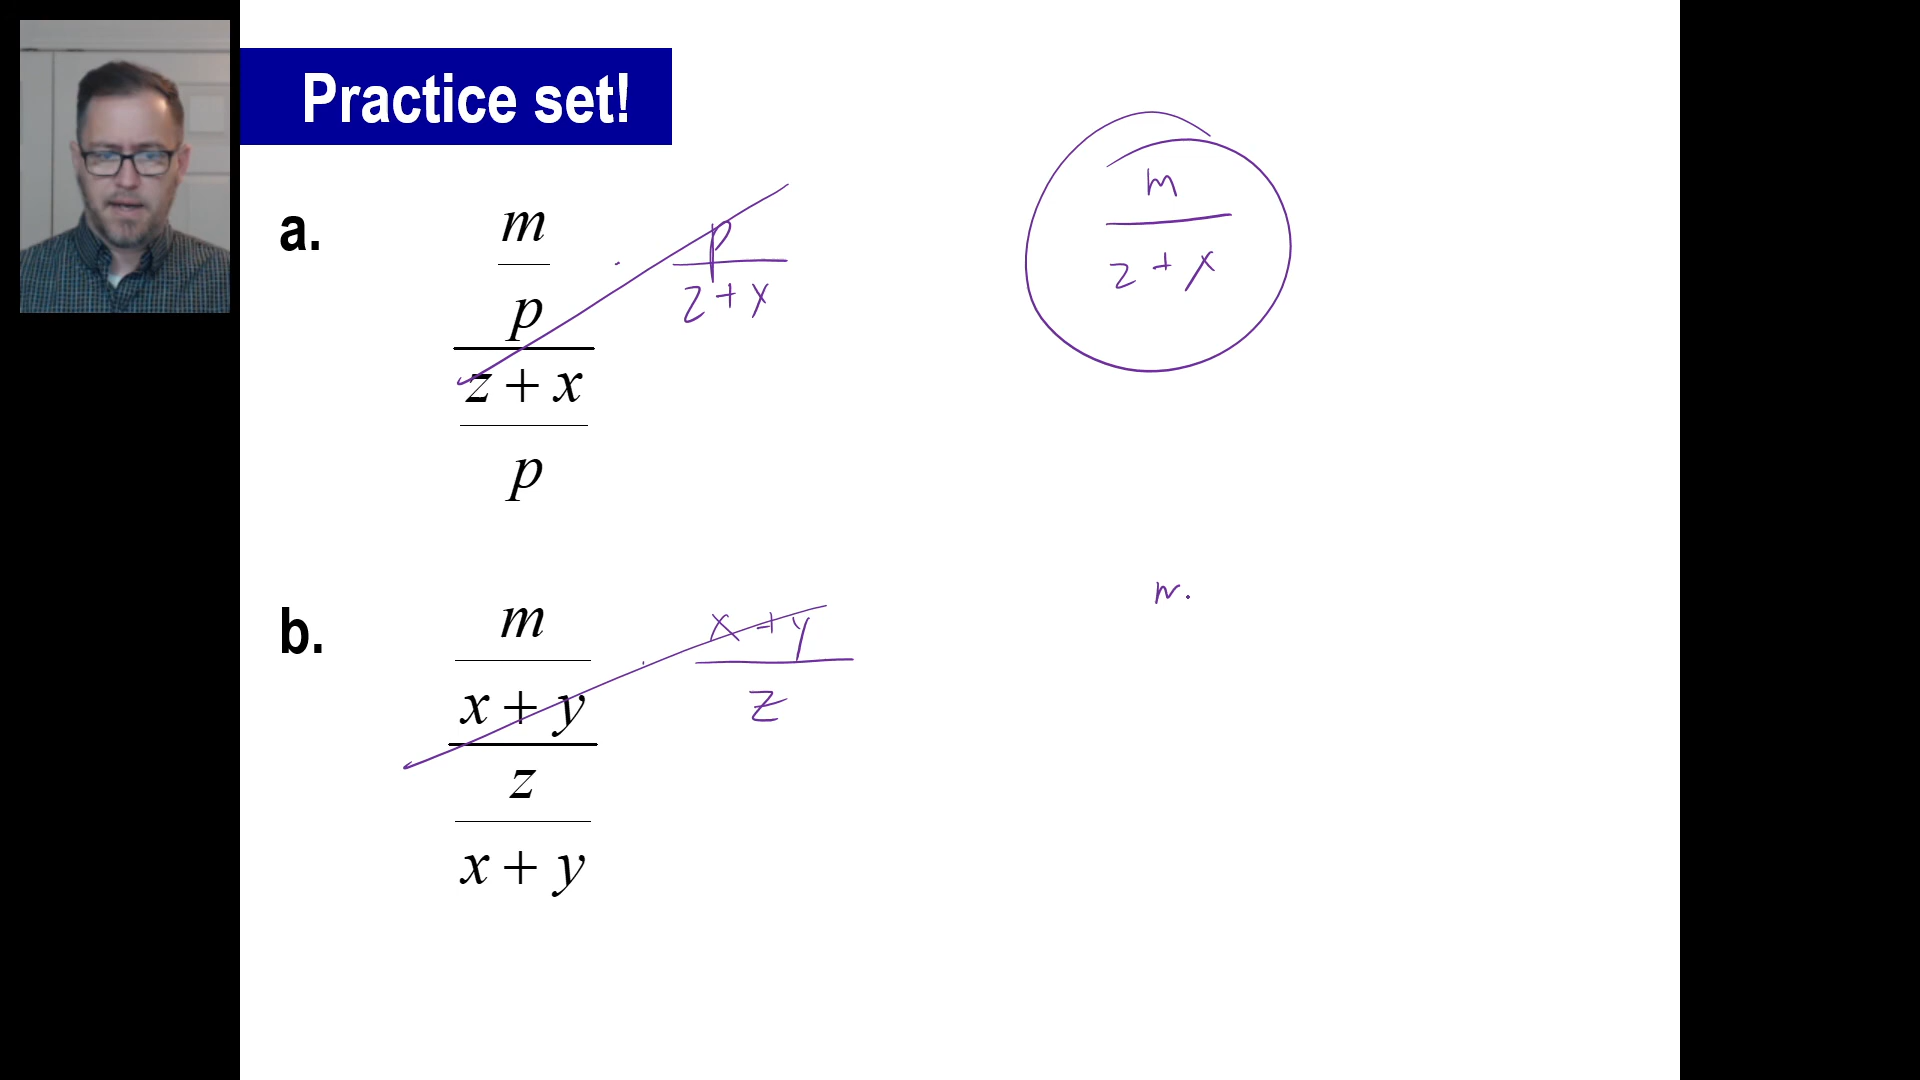 Practice set!
a.
m
p
z + x
p
p
z + x
m
z + x
b.
m
x + y
z
x + y
x + y
z
m